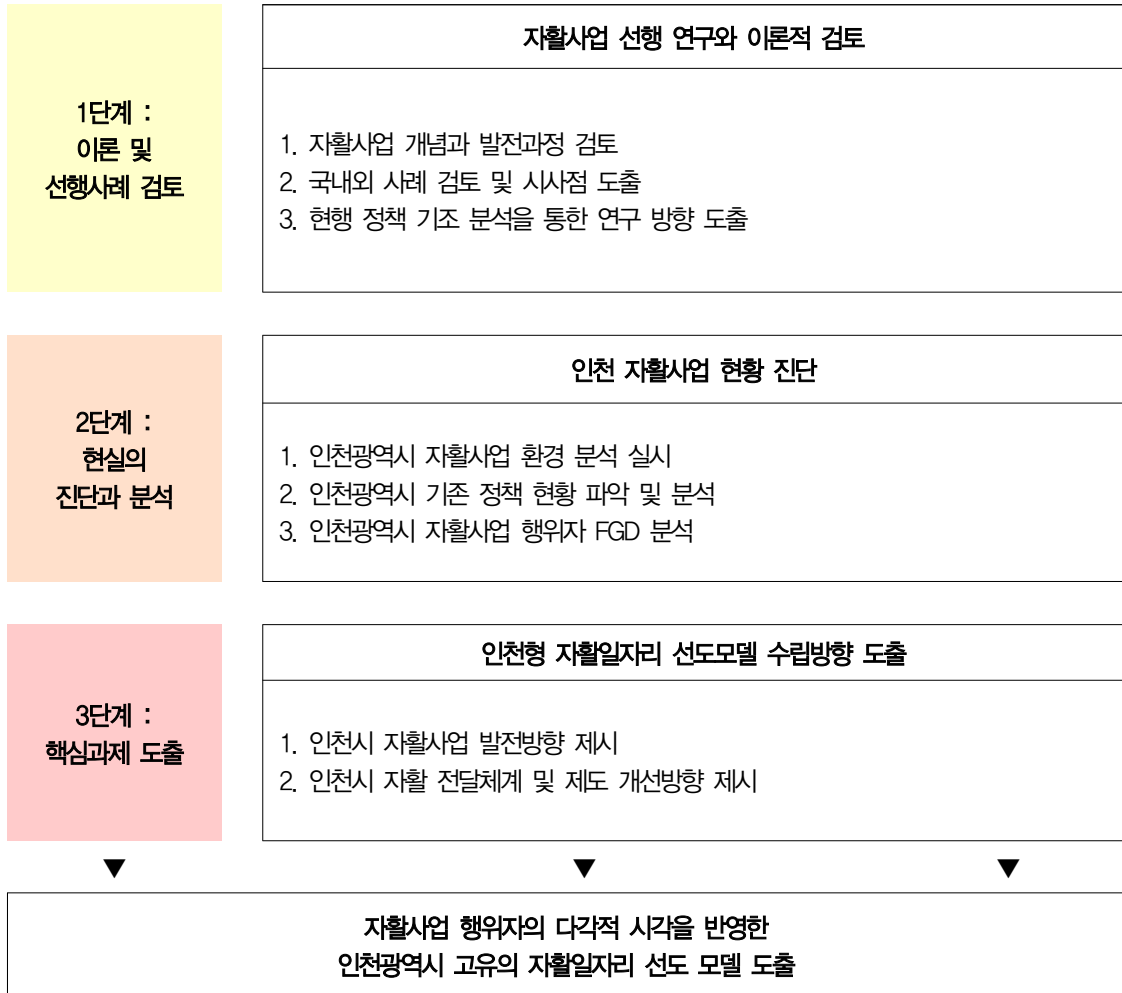 자활사업 선행 연구와 이론적 검토
1단계 :
이론 및
선행사례 검토
1. 자활사업 개념과 발전과정 검토
2. 국내외 사례 검토 및 시사점 도출
3. 현행 정책 기조 분석을 통한 연구 방향 도출
인천 자활사업 현황 진단
2단계 :
현실의
진단과 분석
1. 인천광역시 자활사업 환경 분석 실시
2. 인천광역시 기존 정책 현황 파악 및 분석
3. 인천광역시 자활사업 행위자 FGD 분석
인천형 자활일자리 선도모델 수립방향 도출
3단계 :
핵심과제 도출
1. 인천시 자활사업 발전방향 제시
2. 인천시 자활 전달체계 및 제도 개선방향 제시
▼ ▼ ▼
자활사업 행위자의 다각적 시각을 반영한
인천광역시 고유의 자활일자리 선도 모델 도출